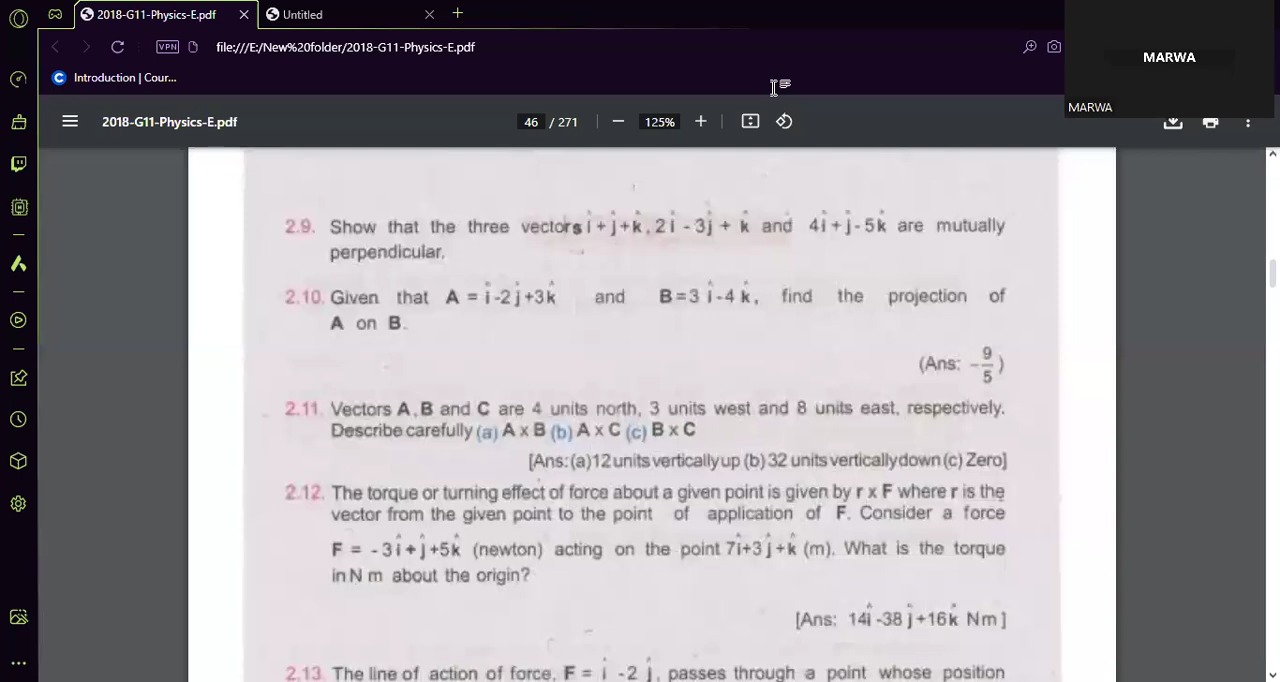 2018-G11-Physics-E.pdf
Untitled
VPN
file:///E:/New%20folder/2018-G11-Physics-E.pdf
MARWA
Introduction | Cour...
MARWA
2018-G11-Physics-E.pdf
46 / 271
125%
2.9. Show that the three vectors î + ĵ + k̂, 2î - 3ĵ + k̂ and 4î + ĵ - 5k̂ are mutually
perpendicular.
2.10. Given that A = î -2ĵ+3k̂ and B=3î-4k̂, find the projection of
A on B.
(Ans: -9/5)
2.11. Vectors A, B and C are 4 units north, 3 units west and 8 units east, respectively.
Describe carefully (a) A x B (b) A x C (c) B x C
[Ans:(a)12 units vertically up (b) 32 units vertically down (c) Zero]
2.12. The torque or turning effect of force about a given point is given by r x F where r is the
vector from the given point to the point of application of F. Consider a force
F = -3î+ĵ+5k̂ (newton) acting on the point 7î+3ĵ+k̂ (m). What is the torque
in N m about the origin?
[Ans: 14î -38ĵ+16k̂ Nm]
2.13. The line of action of force, F = î -2ĵ, passes through a point whose position